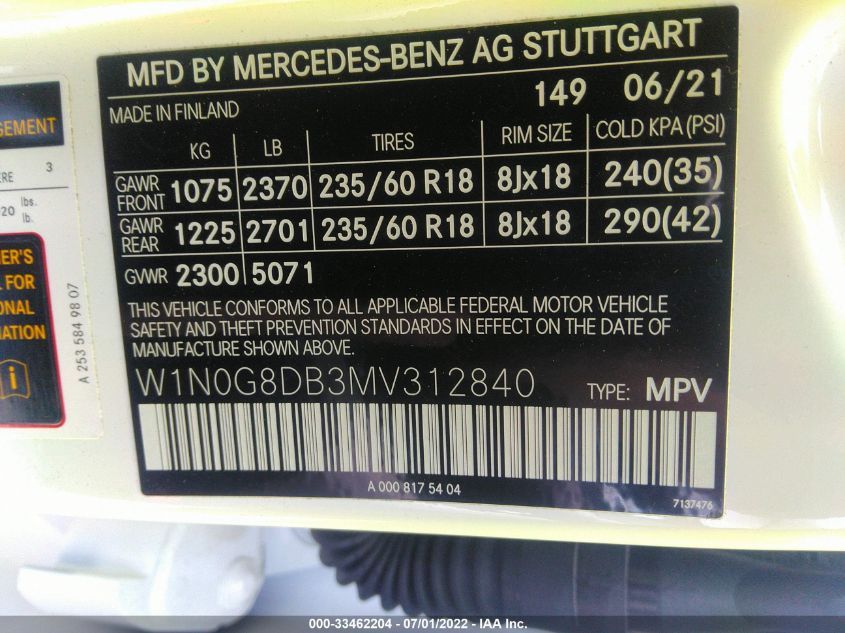 MFD BY MERCEDES-BENZ AG STUTTGART
MADE IN FINLAND 149 06/21
KG LB TIRES RIM SIZE COLD KPA (PSI)
GAWR FRONT 1075 2370 235/60 R18 8Jx18 240(35)
GAWR REAR 1225 2701 235/60 R18 8Jx18 290(42)
GVWR 2300 5071
THIS VEHICLE CONFORMS TO ALL APPLICABLE FEDERAL MOTOR VEHICLE
SAFETY AND THEFT PREVENTION STANDARDS IN EFFECT ON THE DATE OF
MANUFACTURE SHOWN ABOVE.
W1N0G8DB3MV312840 TYPE: MPV
A 000 817 54 04
7137476
3
20 lbs.
lb.
FOR
A 253 584 98 07
000-33462204 - 07/01/2022 - IAA Inc.